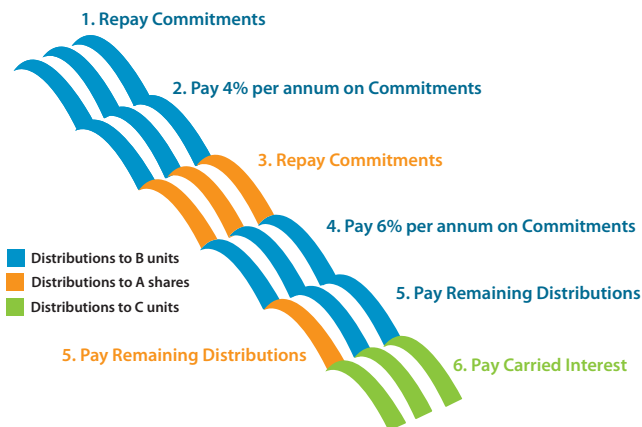 1. Repay Commitments
2. Pay 4% per annum on Commitments
3. Repay Commitments
4. Pay 6% per annum on Commitments
Distributions to B units
Distributions to A shares
Distributions to C units
5. Pay Remaining Distributions
5. Pay Remaining Distributions
6. Pay Carried Interest